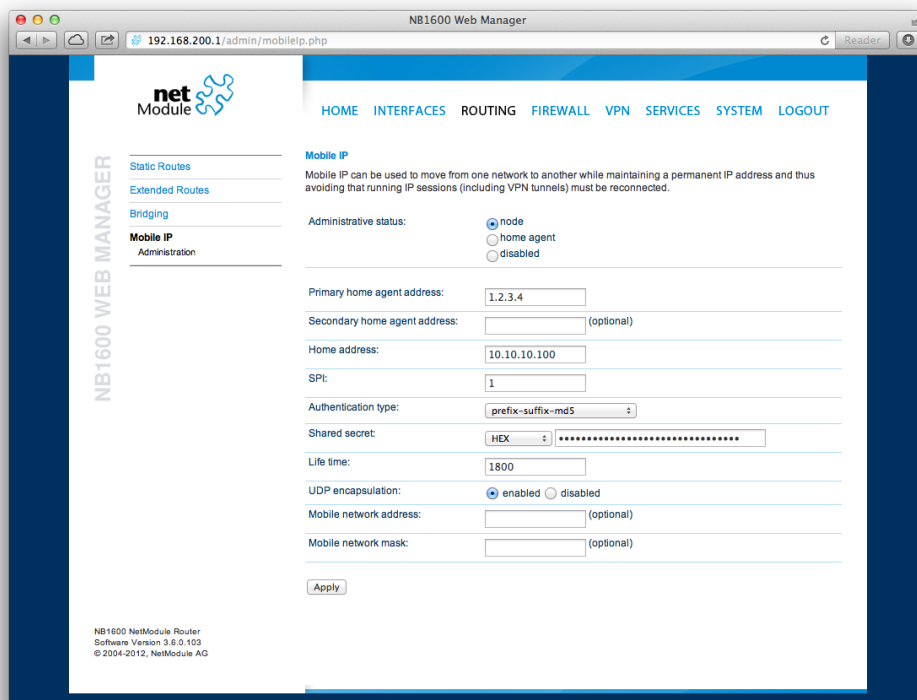 NB1600 Web Manager
192.168.200.1/admin/mobileIp.php
Reader
net
Module
HOME INTERFACES ROUTING FIREWALL VPN SERVICES SYSTEM LOGOUT
NB1600 WEB MANAGER
Static Routes
Extended Routes
Bridging
Mobile IP
Administration
Mobile IP
Mobile IP can be used to move from one network to another while maintaining a permanent IP address and thus
avoiding that running IP sessions (including VPN tunnels) must be reconnected.
Administrative status:
node
home agent
disabled
Primary home agent address: 1.2.3.4
Secondary home agent address: (optional)
Home address: 10.10.10.100
SPI: 1
Authentication type: prefix-suffix-md5
Shared secret: HEX ••••••••••••••••••••••••••••••••
Life time: 1800
UDP encapsulation: enabled disabled
Mobile network address: (optional)
Mobile network mask: (optional)
Apply
NB1600 NetModule Router
Software Version 3.6.0.103
© 2004-2012, NetModule AG